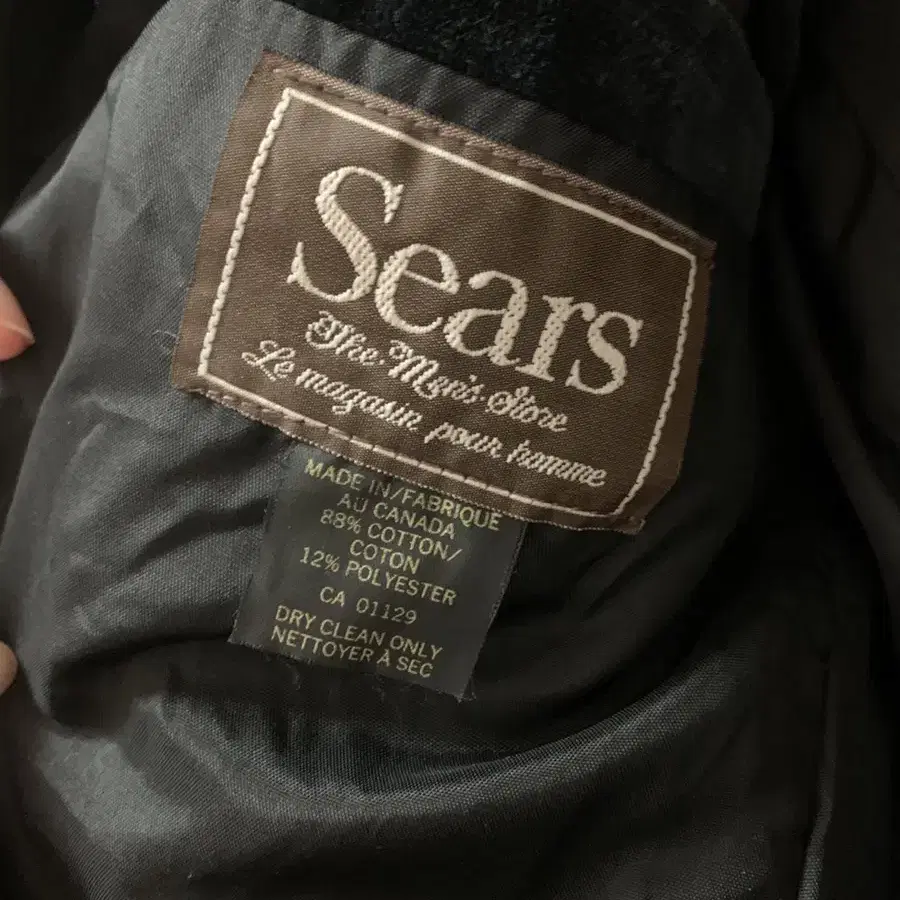 Sears
The Men's Store
Le magasin pour homme
MADE IN/FABRIQUE
AU CANADA
88% COTTON/
COTON
12% POLYESTER
CA 01129
DRY CLEAN ONLY
NETTOYER À SEC